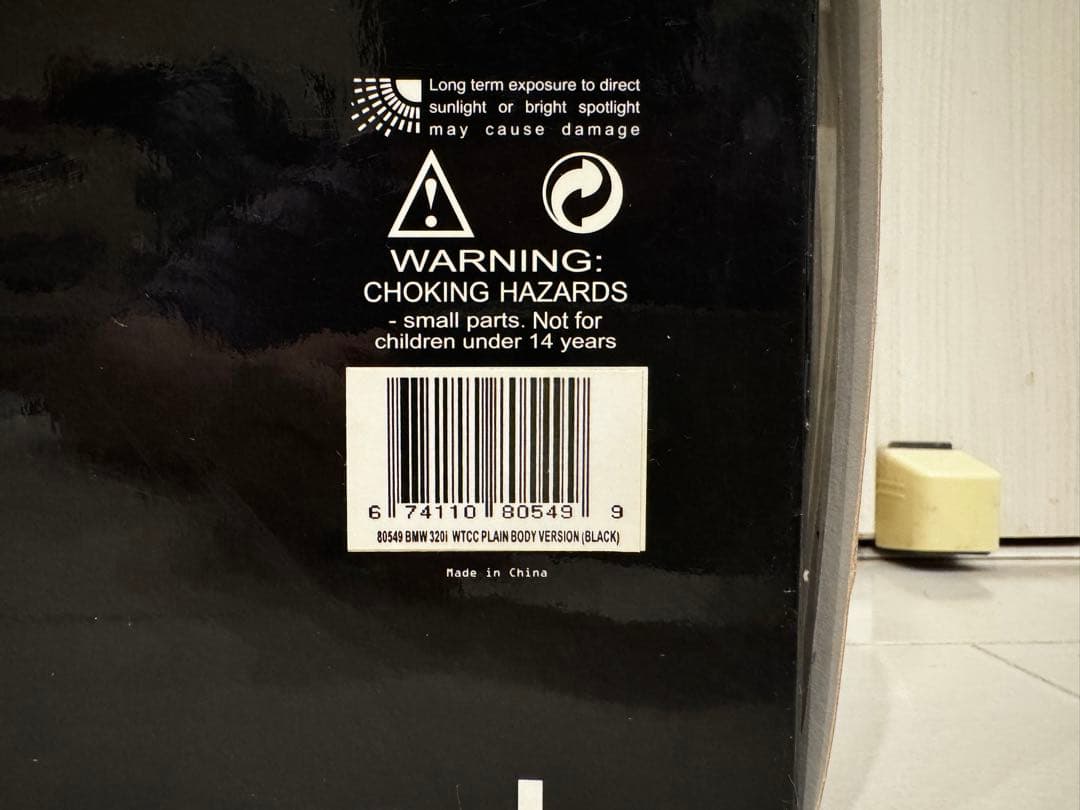 Long term exposure to direct
sunlight or bright spotlight
may cause damage
WARNING:
CHOKING HAZARDS
- small parts. Not for
children under 14 years
6 74110 80549 9
80549 BMW 320i WTCC PLAIN BODY VERSION (BLACK)
Made in China